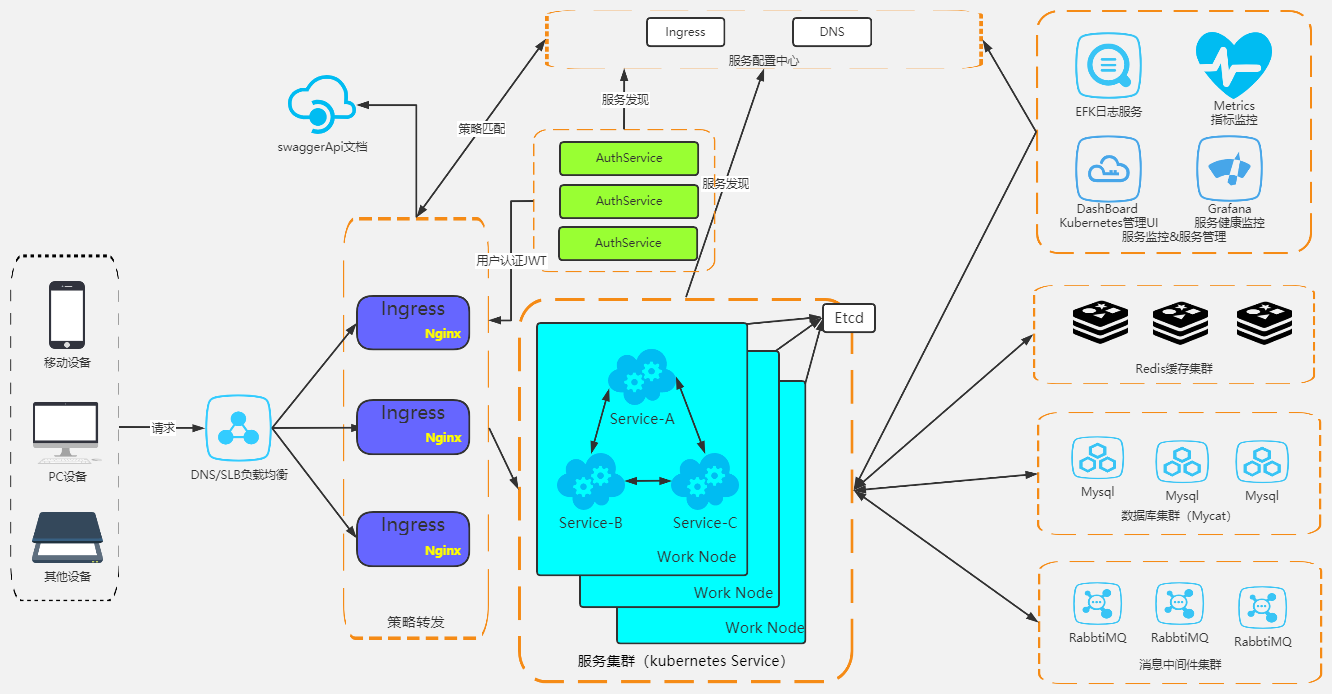 Ingress
DNS
服务配置中心
EFK日志服务
Metrics
指标监控
DashBoard
Kubernetes管理UI
Grafana
服务健康监控
服务监控&服务管理
swaggerApi文档
策略匹配
服务发现
服务发现
AuthService
AuthService
AuthService
用户认证JWT
移动设备
PC设备
其他设备
请求
DNS/SLB负载均衡
Ingress
Nginx
Ingress
Nginx
Ingress
Nginx
策略转发
Etcd
Service-A
Service-B
Service-C
Work Node
Work Node
Work Node
服务集群（kubernetes Service）
Redis缓存集群
Mysql
Mysql
Mysql
数据库集群（Mycat）
RabbtiMQ
RabbtiMQ
RabbtiMQ
消息中间件集群